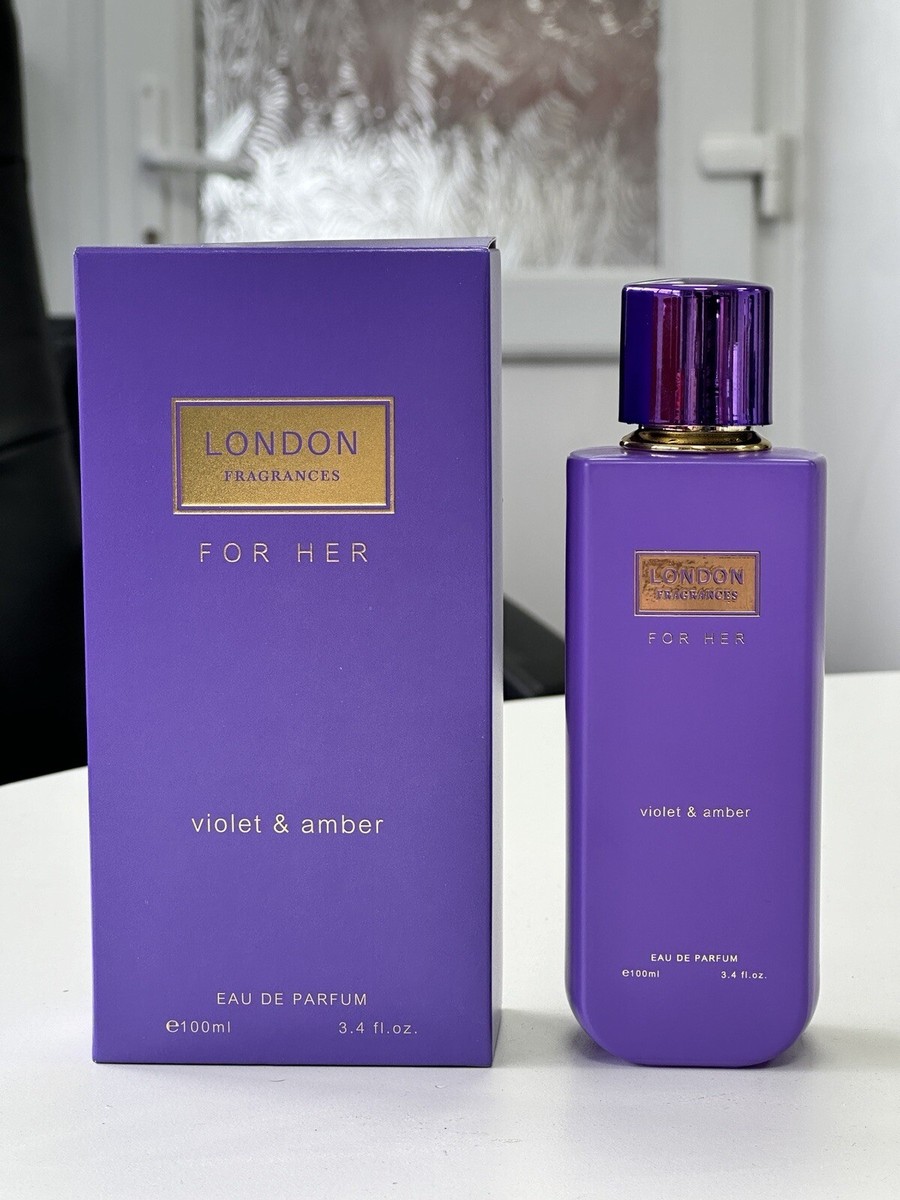 LONDON
FRAGRANCES
FOR HER
violet & amber
EAU DE PARFUM
℮100ml 3.4 fl.oz.
LONDON
FRAGRANCES
FOR HER
violet & amber
EAU DE PARFUM
℮100ml 3.4 fl.oz.